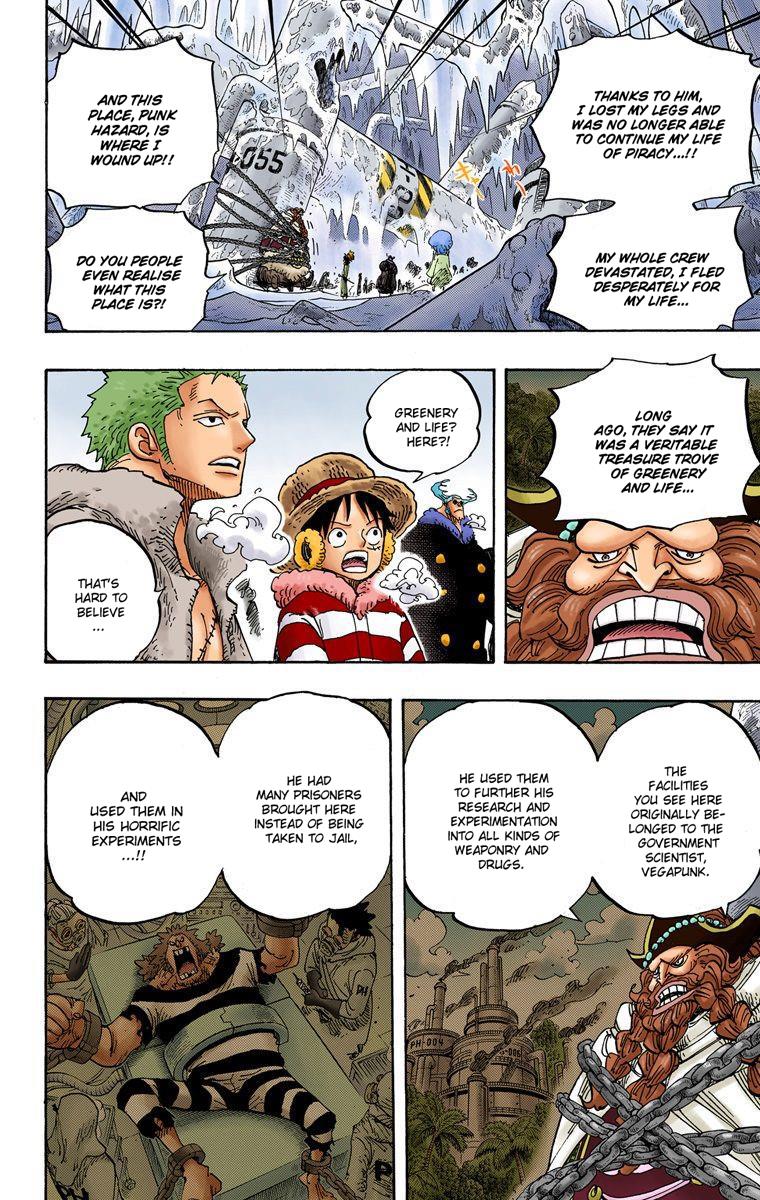 THANKS TO HIM,
I LOST MY LEGS AND
WAS NO LONGER ABLE
TO CONTINUE MY LIFE
OF PIRACY...!!
MY WHOLE CREW
DEVASTATED, I FLED
DESPERATELY FOR
MY LIFE...
AND THIS
PLACE, PUNK
HAZARD, IS
WHERE I
WOUND UP!!
DO YOU PEOPLE
EVEN REALISE
WHAT THIS
PLACE IS?!
055
LONG
AGO, THEY SAY IT
WAS A VERITABLE
TREASURE TROVE
OF GREENERY
AND LIFE...
GREENERY
AND LIFE?
HERE?!
THAT'S
HARD TO
BELIEVE
...
THE
FACILITIES
YOU SEE HERE
ORIGINALLY BE-
LONGED TO THE
GOVERNMENT
SCIENTIST,
VEGAPUNK.
HE USED THEM
TO FURTHER HIS
RESEARCH AND
EXPERIMENTATION
INTO ALL KINDS OF
WEAPONRY AND
DRUGS.
PH-004
HE HAD
MANY PRISONERS
BROUGHT HERE
INSTEAD OF BEING
TAKEN TO JAIL,
AND
USED THEM IN
HIS HORRIFIC
EXPERIMENTS
...!!
PH
PH